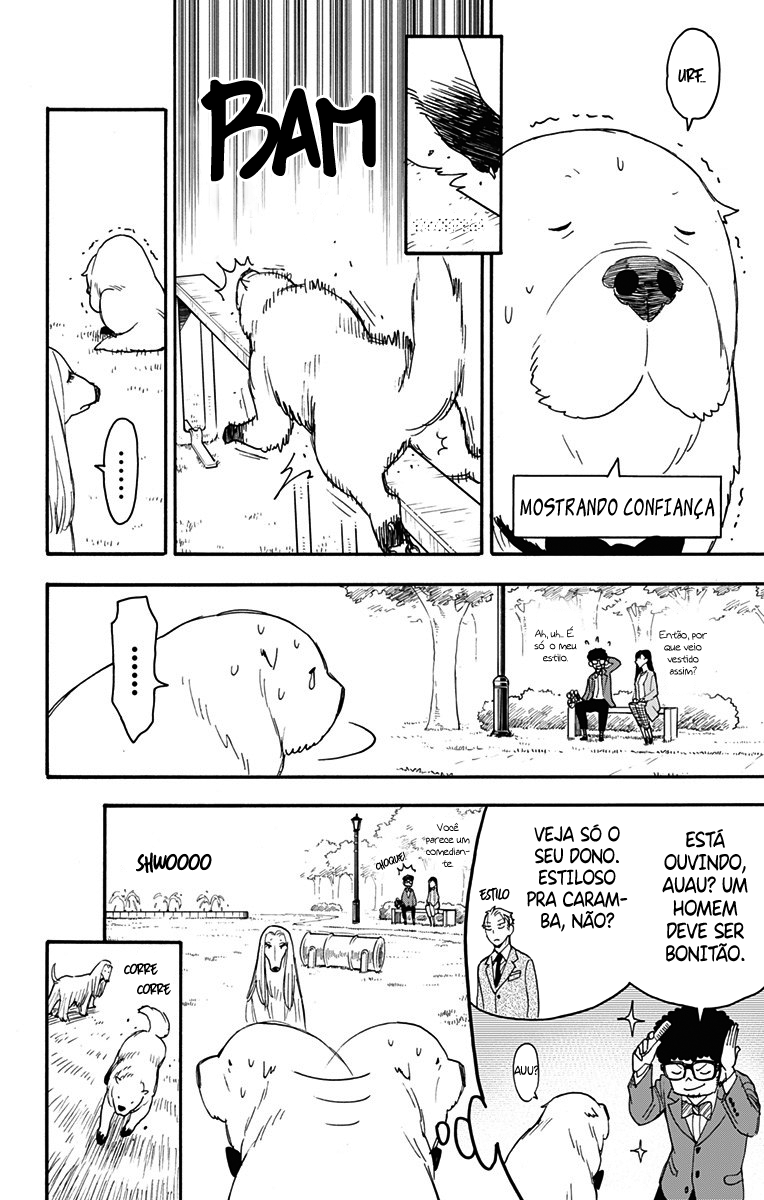 URF...
MOSTRANDO CONFIANÇA
BAM
......
Então, por
que veio
vestido
assim?
Ah, uh... É
só o meu
estilo.
......
ESTÁ
OUVINDO,
AUAU? UM
HOMEM
DEVE SER
BONITÃO.
VEJA SÓ O
SEU DONO.
ESTILOSO
PRA CARAM-
BA, NÃO?
ESTILO
AUU?
Você
parece um
comedian-
te.
CHOQUE!
SHWOOOO
CORRE
CORRE